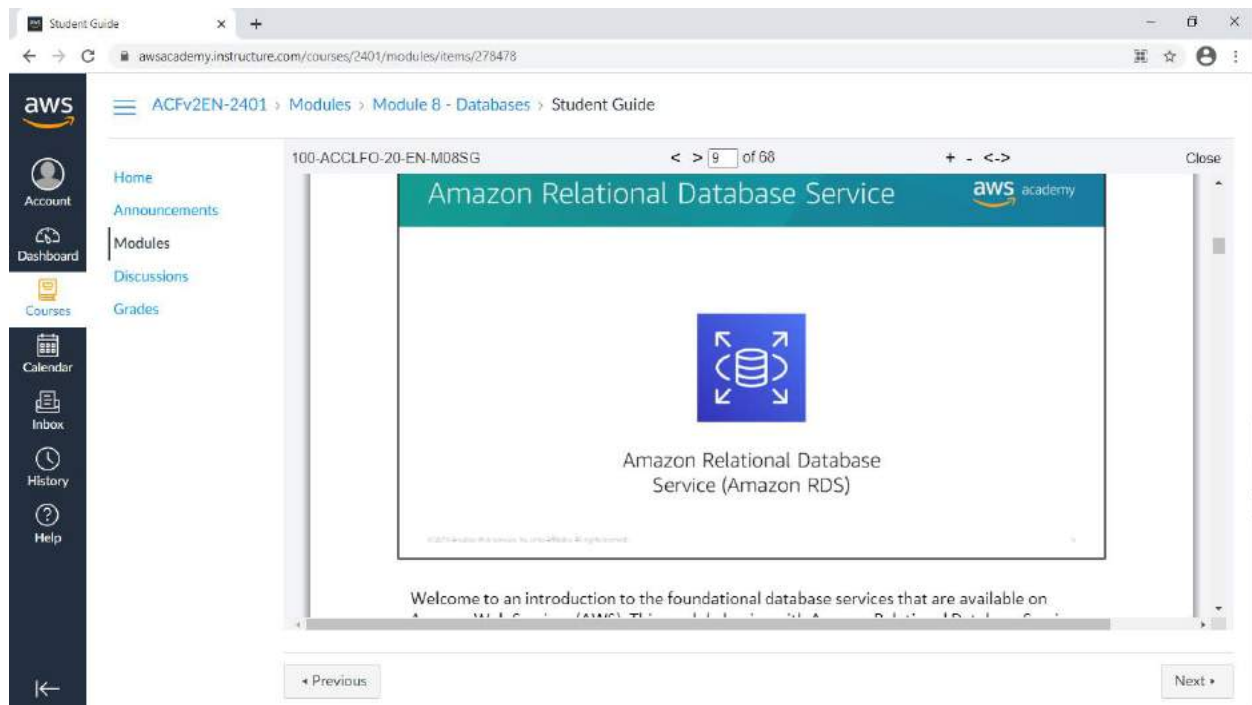 Student Guide
awsacademy.instructure.com/courses/2401/modules/items/278478
aws
ACFv2EN-2401 › Modules › Module 8 - Databases › Student Guide
Account
Dashboard
Courses
Calendar
Inbox
History
Help
Home
Announcements
Modules
Discussions
Grades
100-ACCLFO-20-EN-M08SG
< > 9 of 68
+ - <->
Close
Amazon Relational Database Service
aws academy
Amazon Relational Database
Service (Amazon RDS)
Welcome to an introduction to the foundational database services that are available on
◂ Previous
Next ▸